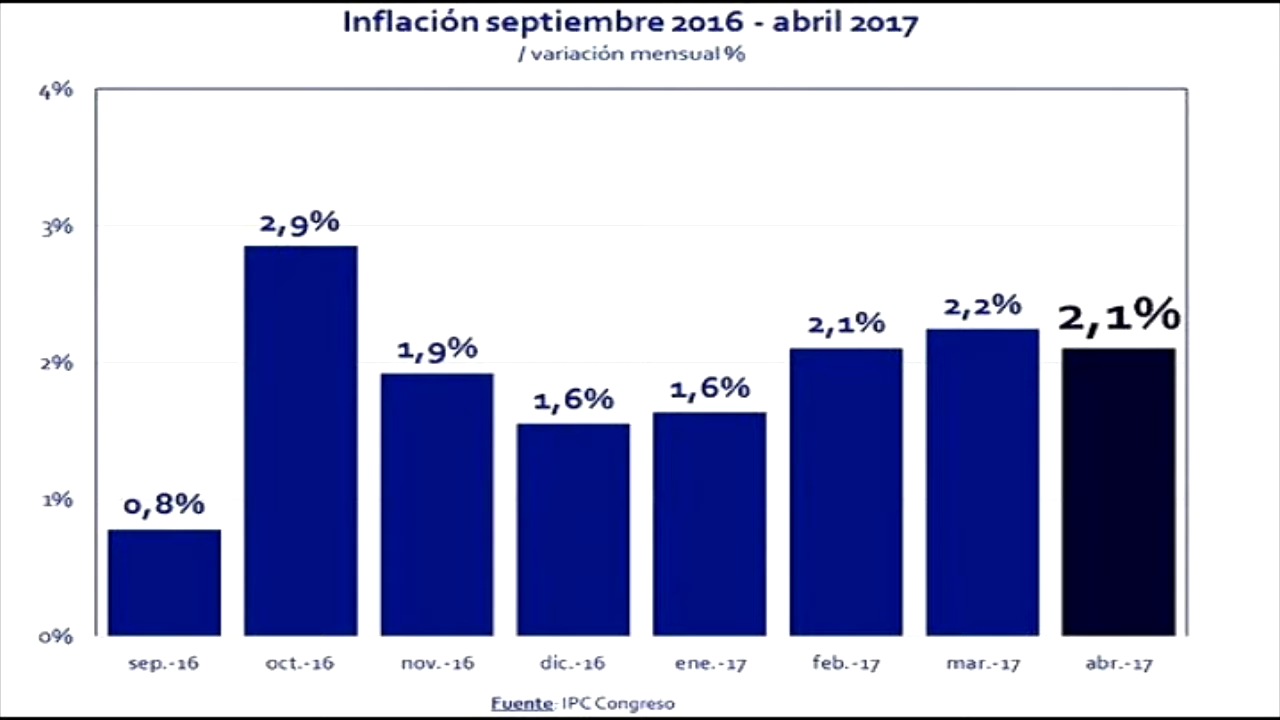 Inflación septiembre 2016 - abril 2017
/ variación mensual %
4%
3%
2%
1%
0%
0,8%
2,9%
1,9%
1,6%
1,6%
2,1%
2,2%
2,1%
sep.-16
oct.-16
nov.-16
dic.-16
ene.-17
feb.-17
mar.-17
abr.-17
Fuente: IPC Congreso